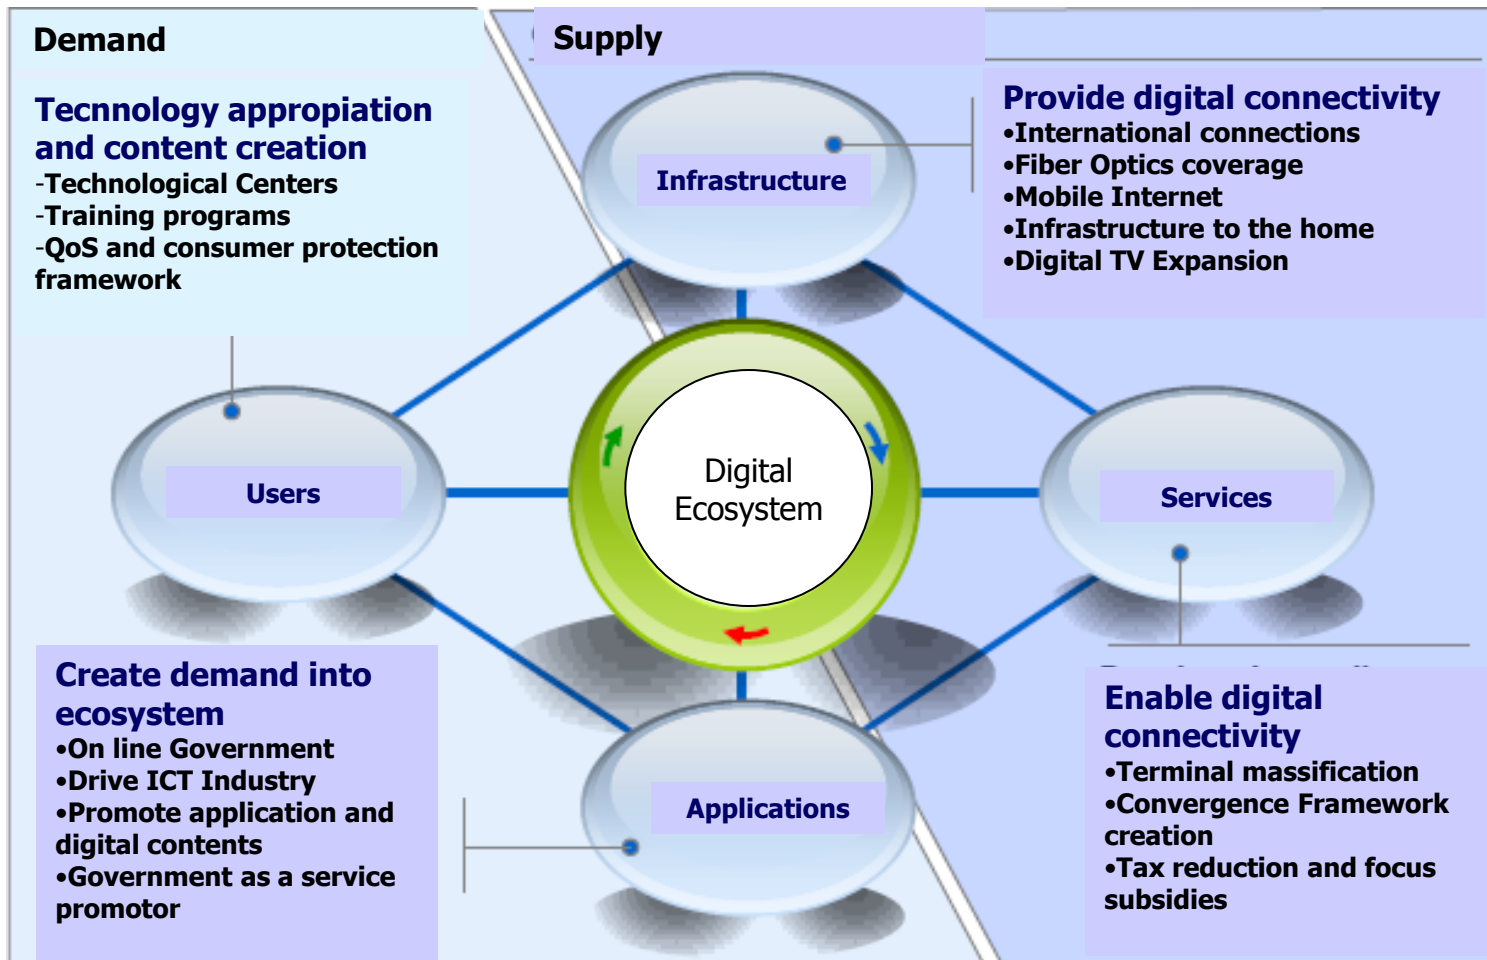 Demand
Supply
Tecnnology appropiation
and content creation
-Technological Centers
-Training programs
-QoS and consumer protection
framework
Provide digital connectivity
•International connections
•Fiber Optics coverage
•Mobile Internet
•Infrastructure to the home
•Digital TV Expansion
Infrastructure
Users
Digital
Ecosystem
Services
Applications
Create demand into
ecosystem
•On line Government
•Drive ICT Industry
•Promote application and
digital contents
•Government as a service
promotor
Enable digital
connectivity
•Terminal massification
•Convergence Framework
creation
•Tax reduction and focus
subsidies